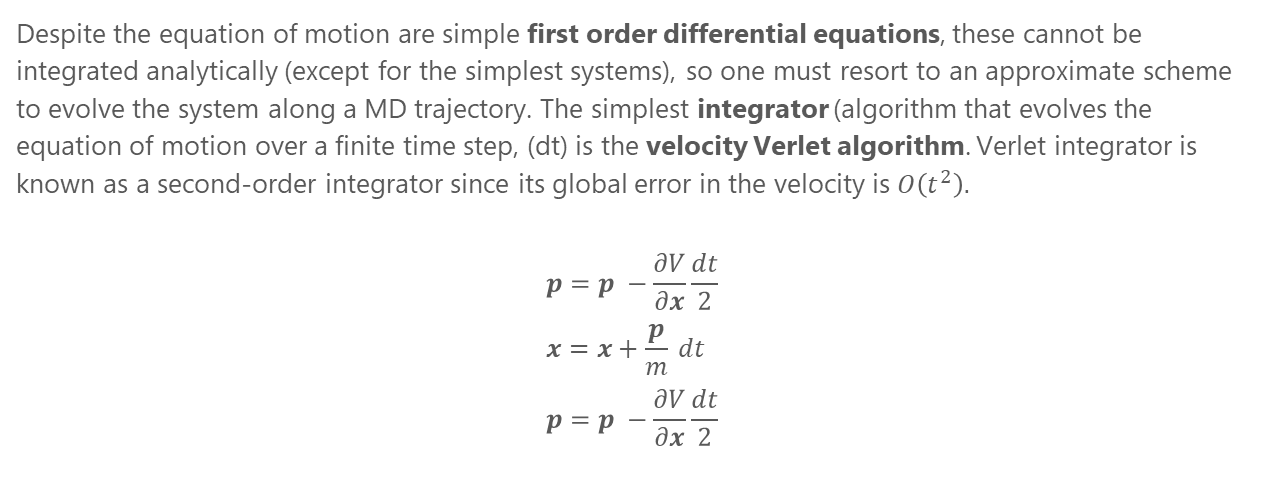 Despite the equation of motion are simple first order differential equations, these cannot be
integrated analytically (except for the simplest systems), so one must resort to an approximate scheme
to evolve the system along a MD trajectory. The simplest integrator (algorithm that evolves the
equation of motion over a finite time step, (dt) is the velocity Verlet algorithm. Verlet integrator is
known as a second-order integrator since its global error in the velocity is O(t²).
p = p − ∂V/∂x dt/2
x = x + p/m dt
p = p − ∂V/∂x dt/2